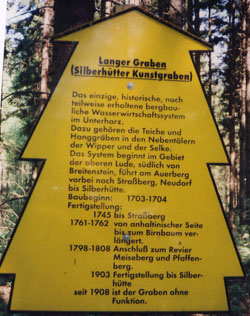 Langer Graben
(Silberhütter Kunstgraben)
Das einzige, historische, noch
teilweise erhaltene bergbau-
liche Wasserwirtschaftssystem
im Unterharz.
Dazu gehören die Teiche und
Hanggräben in den Nebentälern
der Wipper und der Selke.
Das System beginnt im Gebiet
der oberen Lude, südlich von
Breitenstein, führt am Auerberg
vorbei nach Straßberg, Neudorf
bis Silberhütte.
Baubeginn: 1703-1704
Fertigstellung:
1745 bis Straßberg
1761-1762 von anhaltinischer Seite
bis zum Birnbaum ver-
längert.
1798-1808 Anschluß zum Revier
Meiseberg und Pfaffen-
berg.
1903 Fertigstellung bis Silber-
hütte
seit 1908 ist der Graben ohne
Funktion.